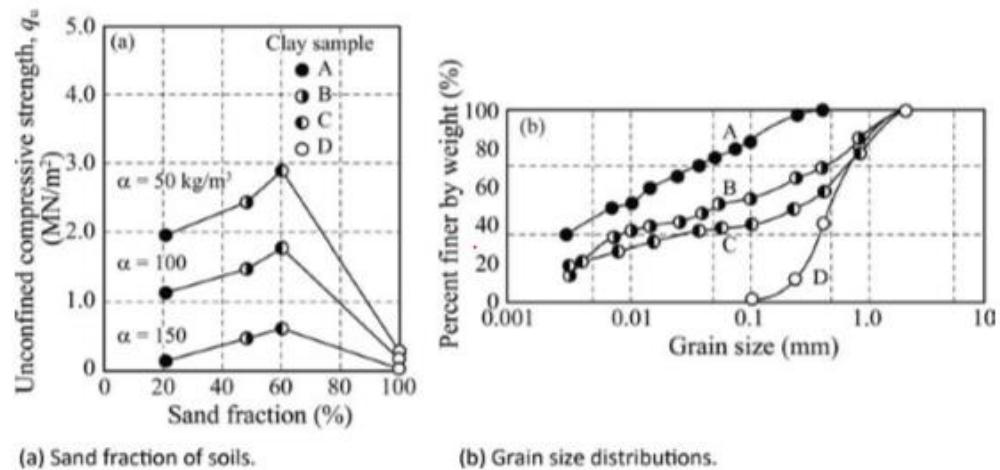 Unconfined compressive strength, qu
(MN/m²)
5.0
4.0
3.0
2.0
1.0
0
(a)
Clay sample
A
B
C
D
α = 50 kg/m³
α = 100
α = 150
0 20 40 60 80 100
Sand fraction (%)
(a) Sand fraction of soils.
Percent finer by weight (%)
100
80
60
40
20
0
(b)
A
B
C
D
0.001 0.01 0.1 1.0 10
Grain size (mm)
(b) Grain size distributions.